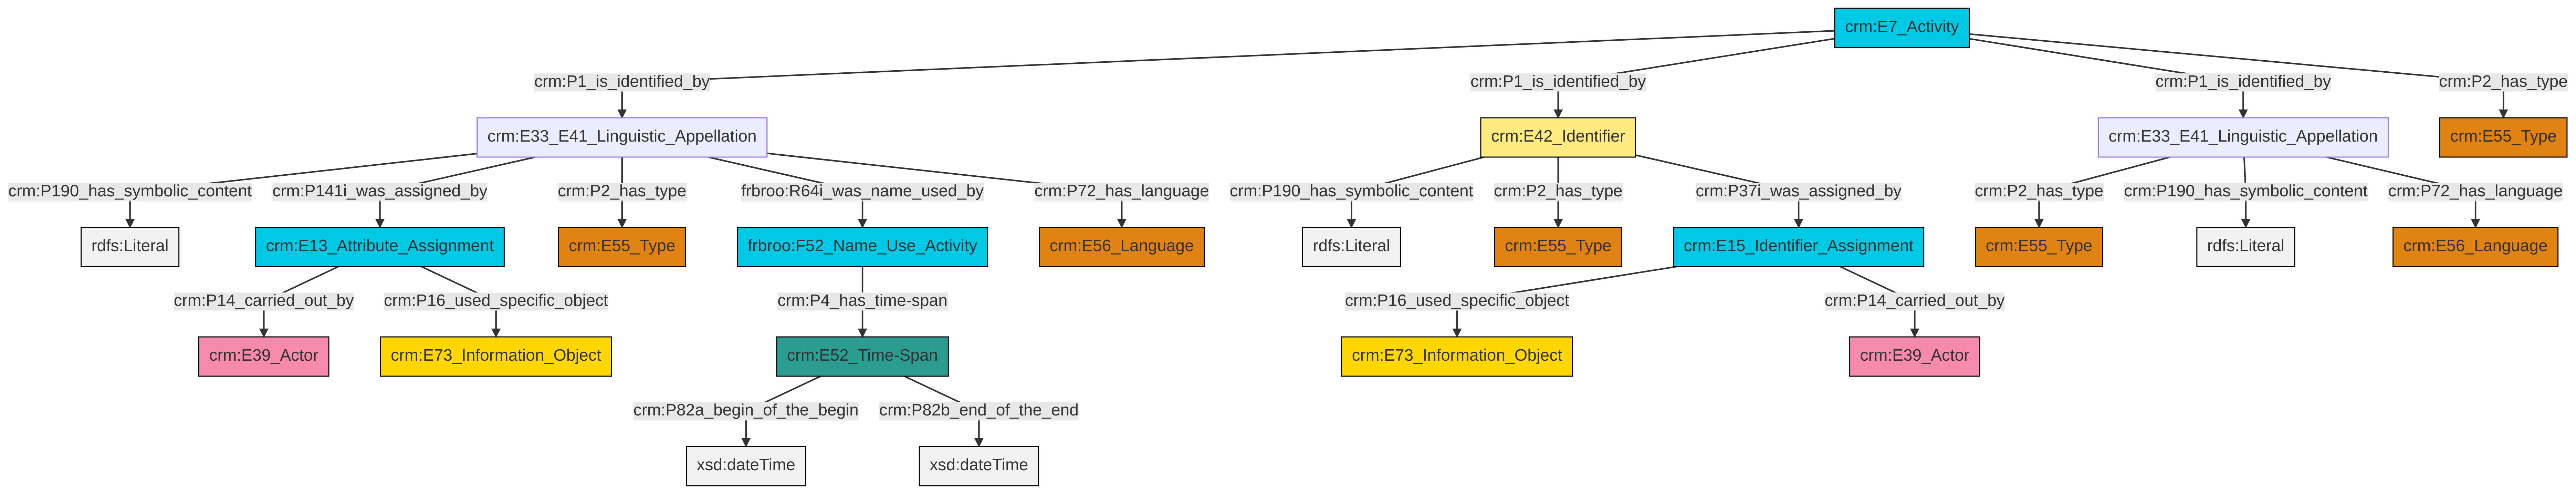 crm:E7_Activity
crm:P1_is_identified_by
crm:P1_is_identified_by
crm:P1_is_identified_by
crm:P2_has_type
crm:E33_E41_Linguistic_Appellation
crm:E42_Identifier
crm:E33_E41_Linguistic_Appellation
crm:E55_Type
crm:P190_has_symbolic_content
crm:P141i_was_assigned_by
crm:P2_has_type
frbroo:R64i_was_name_used_by
crm:P72_has_language
crm:P190_has_symbolic_content
crm:P2_has_type
crm:P37i_was_assigned_by
crm:P2_has_type
crm:P190_has_symbolic_content
crm:P72_has_language
rdfs:Literal
crm:E13_Attribute_Assignment
crm:E55_Type
frbroo:F52_Name_Use_Activity
crm:E56_Language
rdfs:Literal
crm:E55_Type
crm:E15_Identifier_Assignment
crm:E55_Type
rdfs:Literal
crm:E56_Language
crm:P14_carried_out_by
crm:P16_used_specific_object
crm:P4_has_time-span
crm:P16_used_specific_object
crm:P14_carried_out_by
crm:E39_Actor
crm:E73_Information_Object
crm:E52_Time-Span
crm:E73_Information_Object
crm:E39_Actor
crm:P82a_begin_of_the_begin
crm:P82b_end_of_the_end
xsd:dateTime
xsd:dateTime